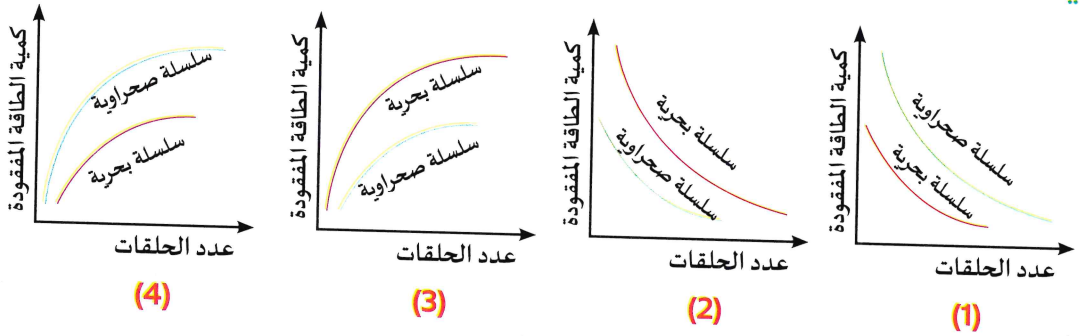 كمية الطاقة المفقودة
سلسلة صحراوية
سلسلة بحرية
عدد الحلقات
(1)
كمية الطاقة المفقودة
سلسلة بحرية
سلسلة صحراوية
عدد الحلقات
(2)
كمية الطاقة المفقودة
سلسلة بحرية
سلسلة صحراوية
عدد الحلقات
(3)
كمية الطاقة المفقودة
سلسلة صحراوية
سلسلة بحرية
عدد الحلقات
(4)